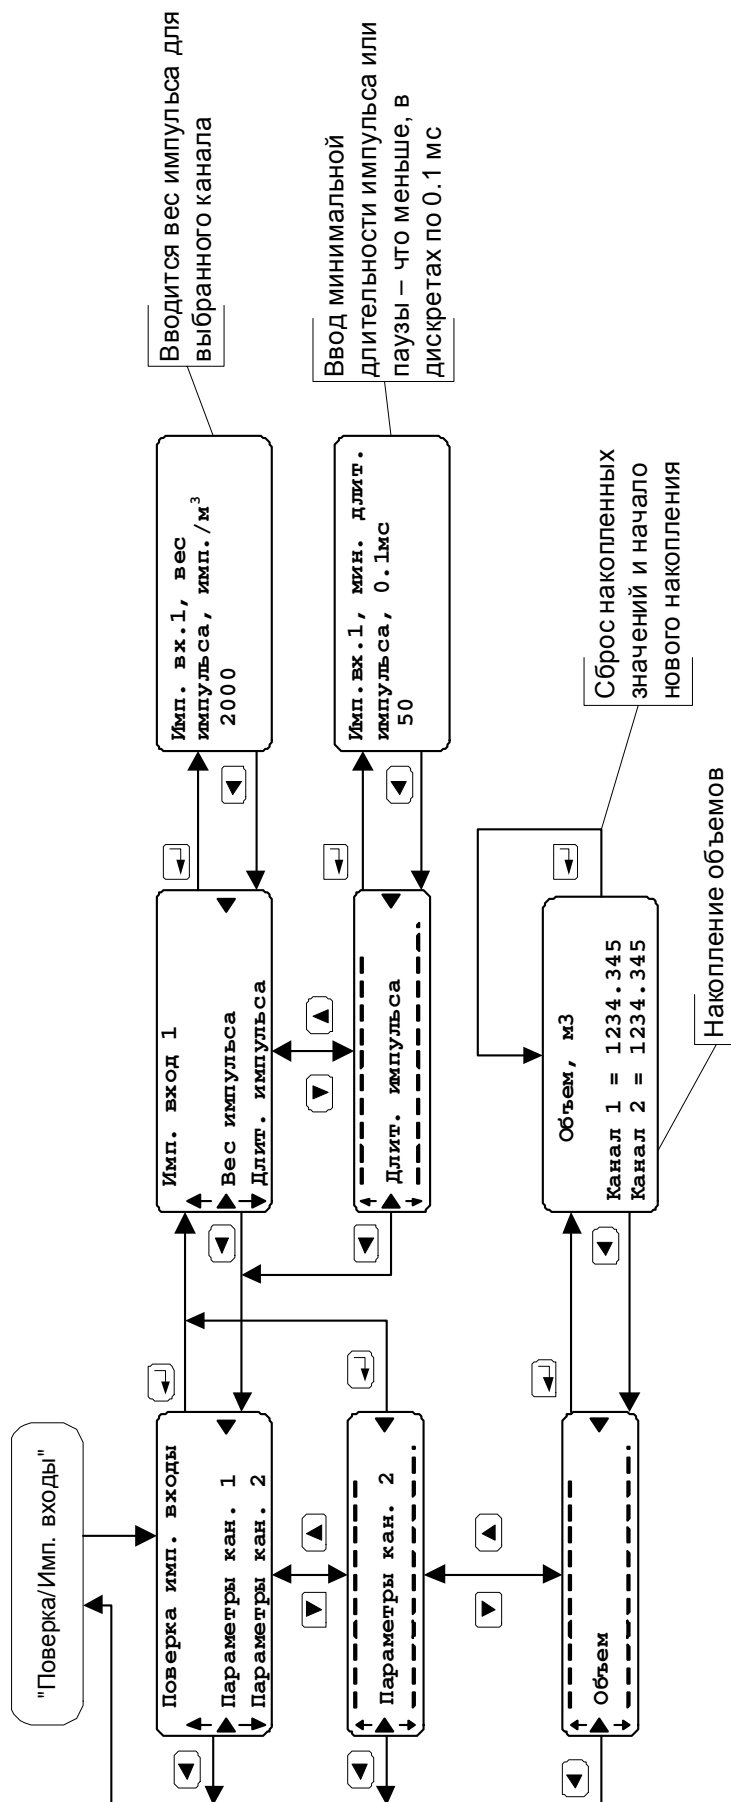 "Поверка/Имп. входы"
Поверка имп. входы
Параметры кан. 1
Параметры кан. 2
Параметры кан. 2
Объем
Имп. вход 1
Вес импульса
Длит. импульса
Длит. импульса
Объем, м3
Канал 1 = 1234.345
Канал 2 = 1234.345
Имп. вх.1, вес
импульса, имп./м³
2000
Имп.вх.1, мин. длит.
импульса, 0.1мс
50
Вводится вес импульса для
выбранного канала
Ввод минимальной
длительности импульса или
паузы – что меньше, в
дискретах по 0.1 мс
Сброс накопленных
значений и начало
нового накопления
Накопление объемов